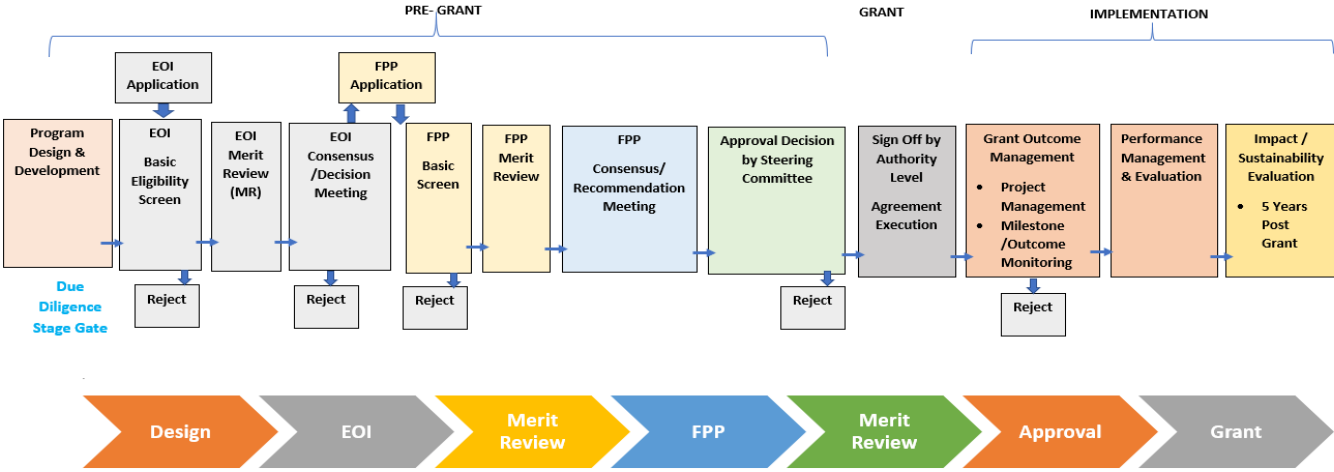 PRE- GRANT
GRANT
IMPLEMENTATION
EOI
Application
FPP
Application
Program
Design &
Development
EOI
Basic
Eligibility
Screen
EOI
Merit
Review
(MR)
EOI
Consensus
/Decision
Meeting
FPP
Basic
Screen
FPP
Merit
Review
FPP
Consensus/
Recommendation
Meeting
Approval Decision
by Steering
Committee
Sign Off by
Authority
Level
Agreement
Execution
Grant Outcome
Management
• Project
Management
• Milestone
/Outcome
Monitoring
Performance
Management
& Evaluation
Impact /
Sustainability
Evaluation
• 5 Years
Post
Grant
Due
Diligence
Stage Gate
Reject
Reject
Reject
Reject
Reject
Design
EOI
Merit
Review
FPP
Merit
Review
Approval
Grant